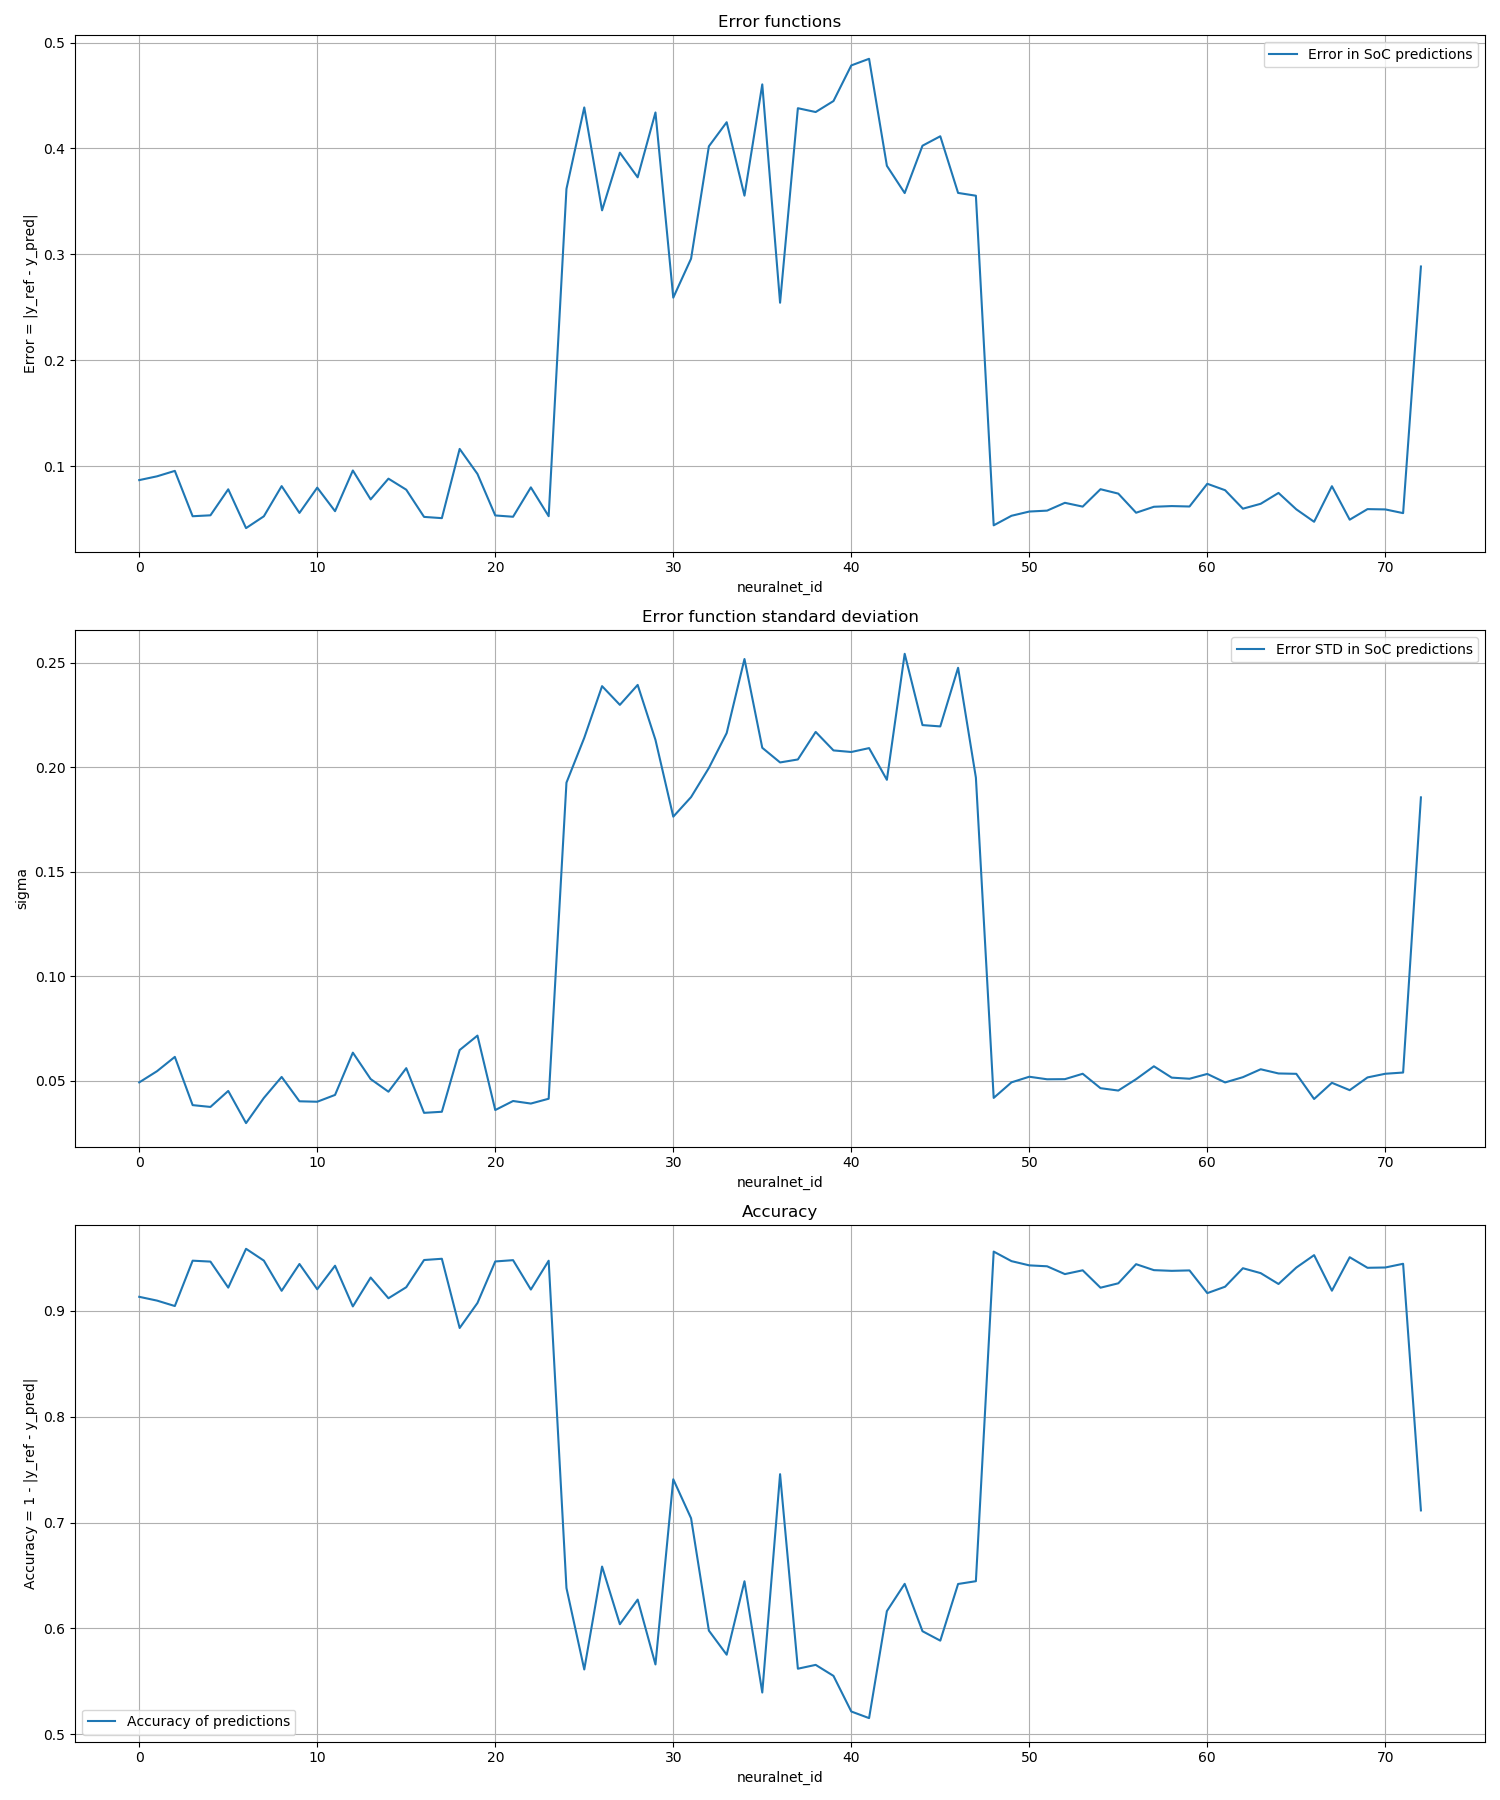 Error functions
Error in SoC predictions
Error = |y_ref - y_pred|
0.5
0.4
0.3
0.2
0.1
0 10 20 30 40 50 60 70
neuralnet_id
Error function standard deviation
Error STD in SoC predictions
sigma
0.25
0.20
0.15
0.10
0.05
0 10 20 30 40 50 60 70
neuralnet_id
Accuracy
Accuracy = 1 - |y_ref - y_pred|
0.9
0.8
0.7
0.6
0.5
Accuracy of predictions
0 10 20 30 40 50 60 70
neuralnet_id